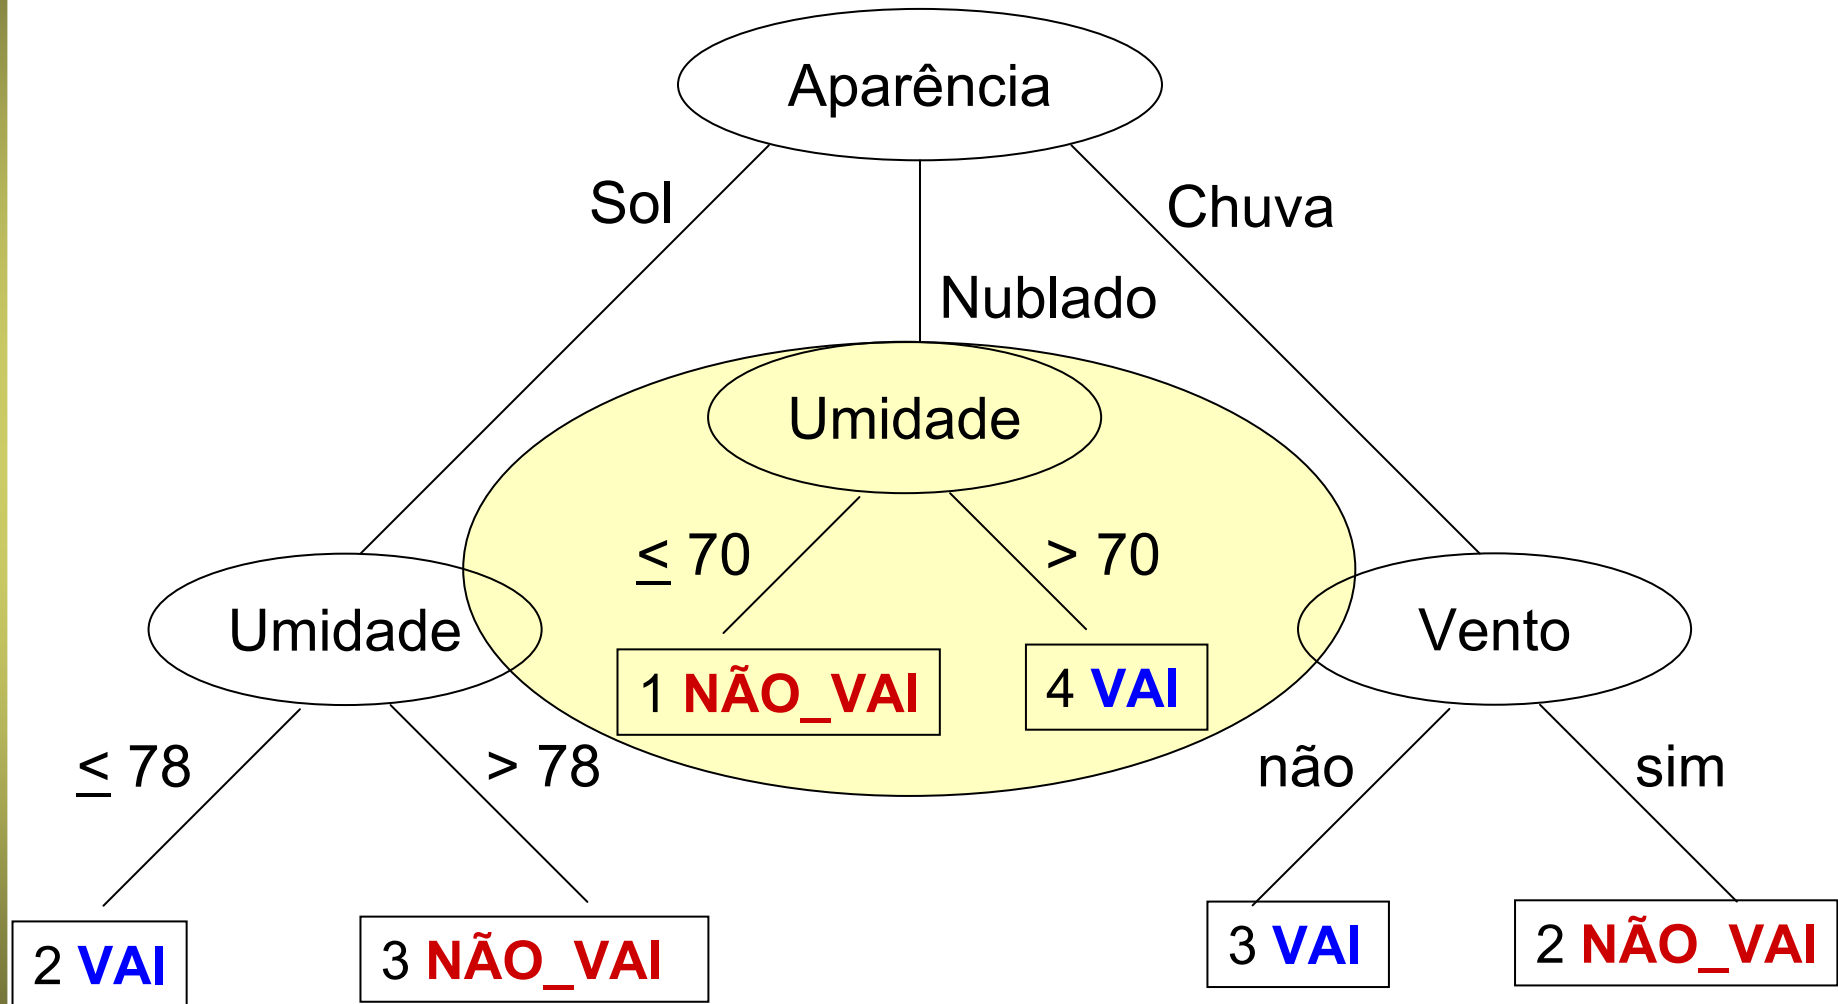 Aparência
Sol
Chuva
Nublado
Umidade
≤ 70
> 70
Umidade
Vento
1 NÃO_VAI
4 VAI
≤ 78
> 78
não
sim
2 VAI
3 NÃO_VAI
3 VAI
2 NÃO_VAI